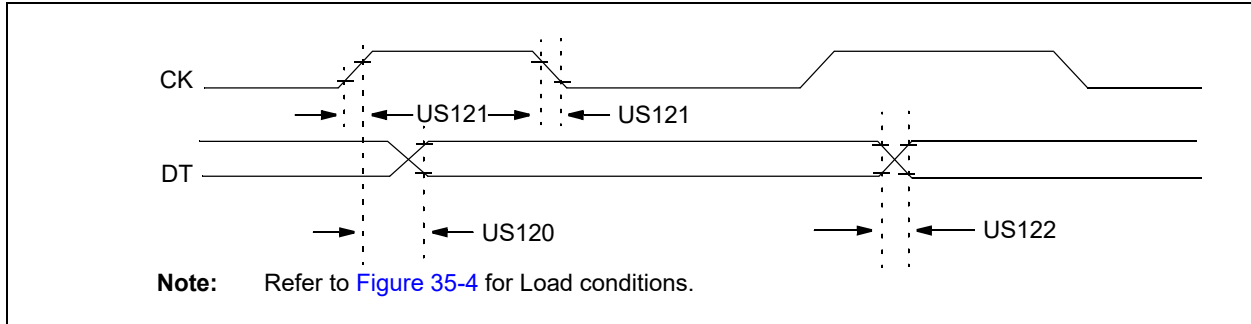 CK
US121 US121
DT
US120 US122
Note: Refer to Figure 35-4 for Load conditions.